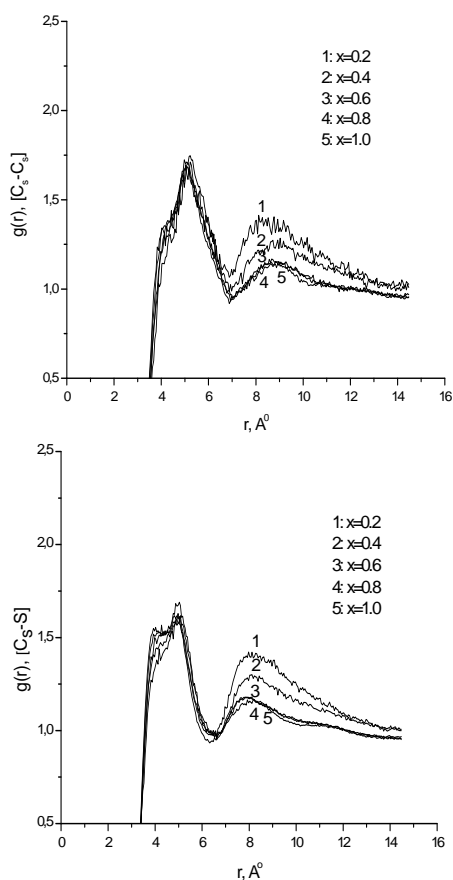 2,5
2,0
1,5
1,0
0,5
g(r), [Cs-Cs]
1: x=0.2
2: x=0.4
3: x=0.6
4: x=0.8
5: x=1.0
1
2
3
4 5
0 2 4 6 8 10 12 14 16
r, A⁰
2,5
2,0
1,5
1,0
0,5
g(r), [Cs-S]
1: x=0.2
2: x=0.4
3: x=0.6
4: x=0.8
5: x=1.0
1
2
3
4 5
0 2 4 6 8 10 12 14 16
r, A⁰